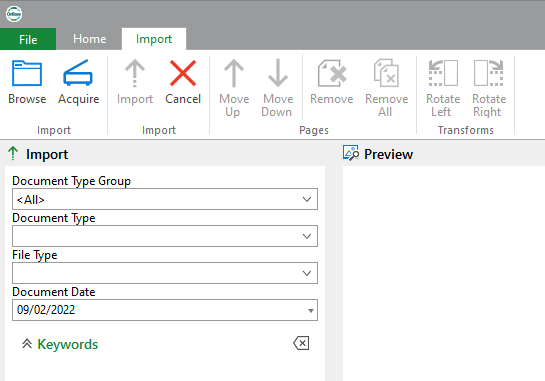 OnBase
File Home Import
Browse Acquire Import Cancel Move Up Move Down Remove Remove All Rotate Left Rotate Right
Import Import Pages Transforms
Import
Preview
Document Type Group
<All>
Document Type
File Type
Document Date
09/02/2022
Keywords